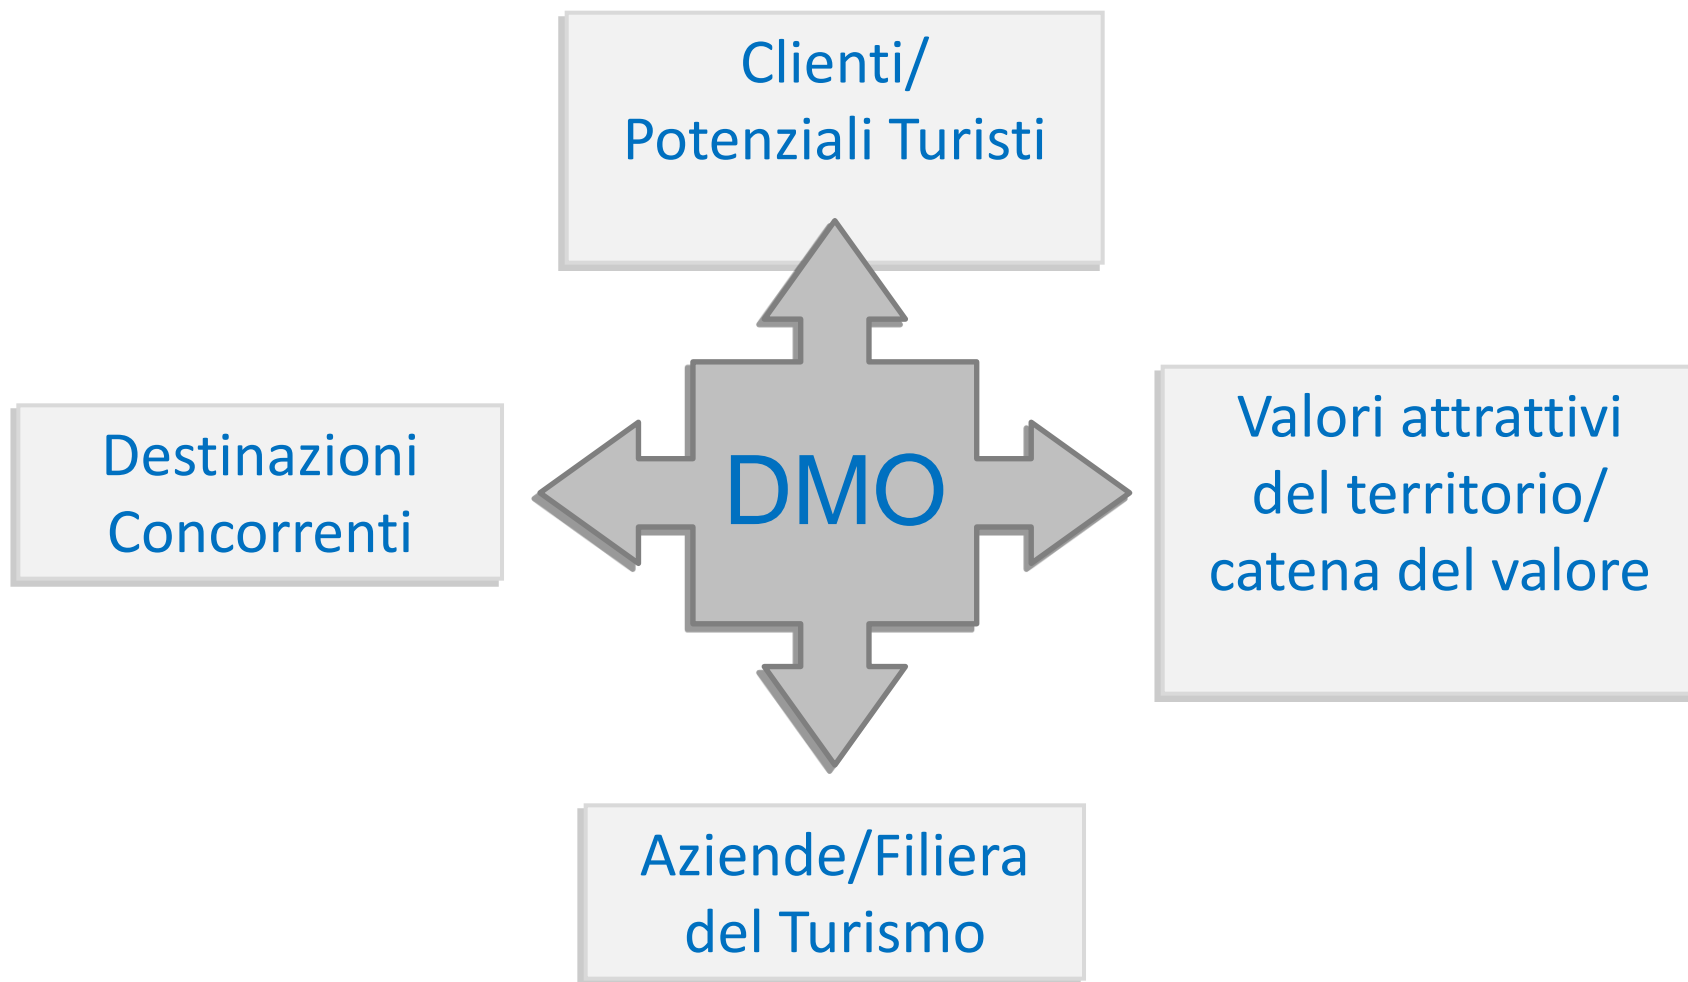 Clienti/
Potenziali Turisti
Destinazioni
Concorrenti
DMO
Valori attrattivi
del territorio/
catena del valore
Aziende/Filiera
del Turismo